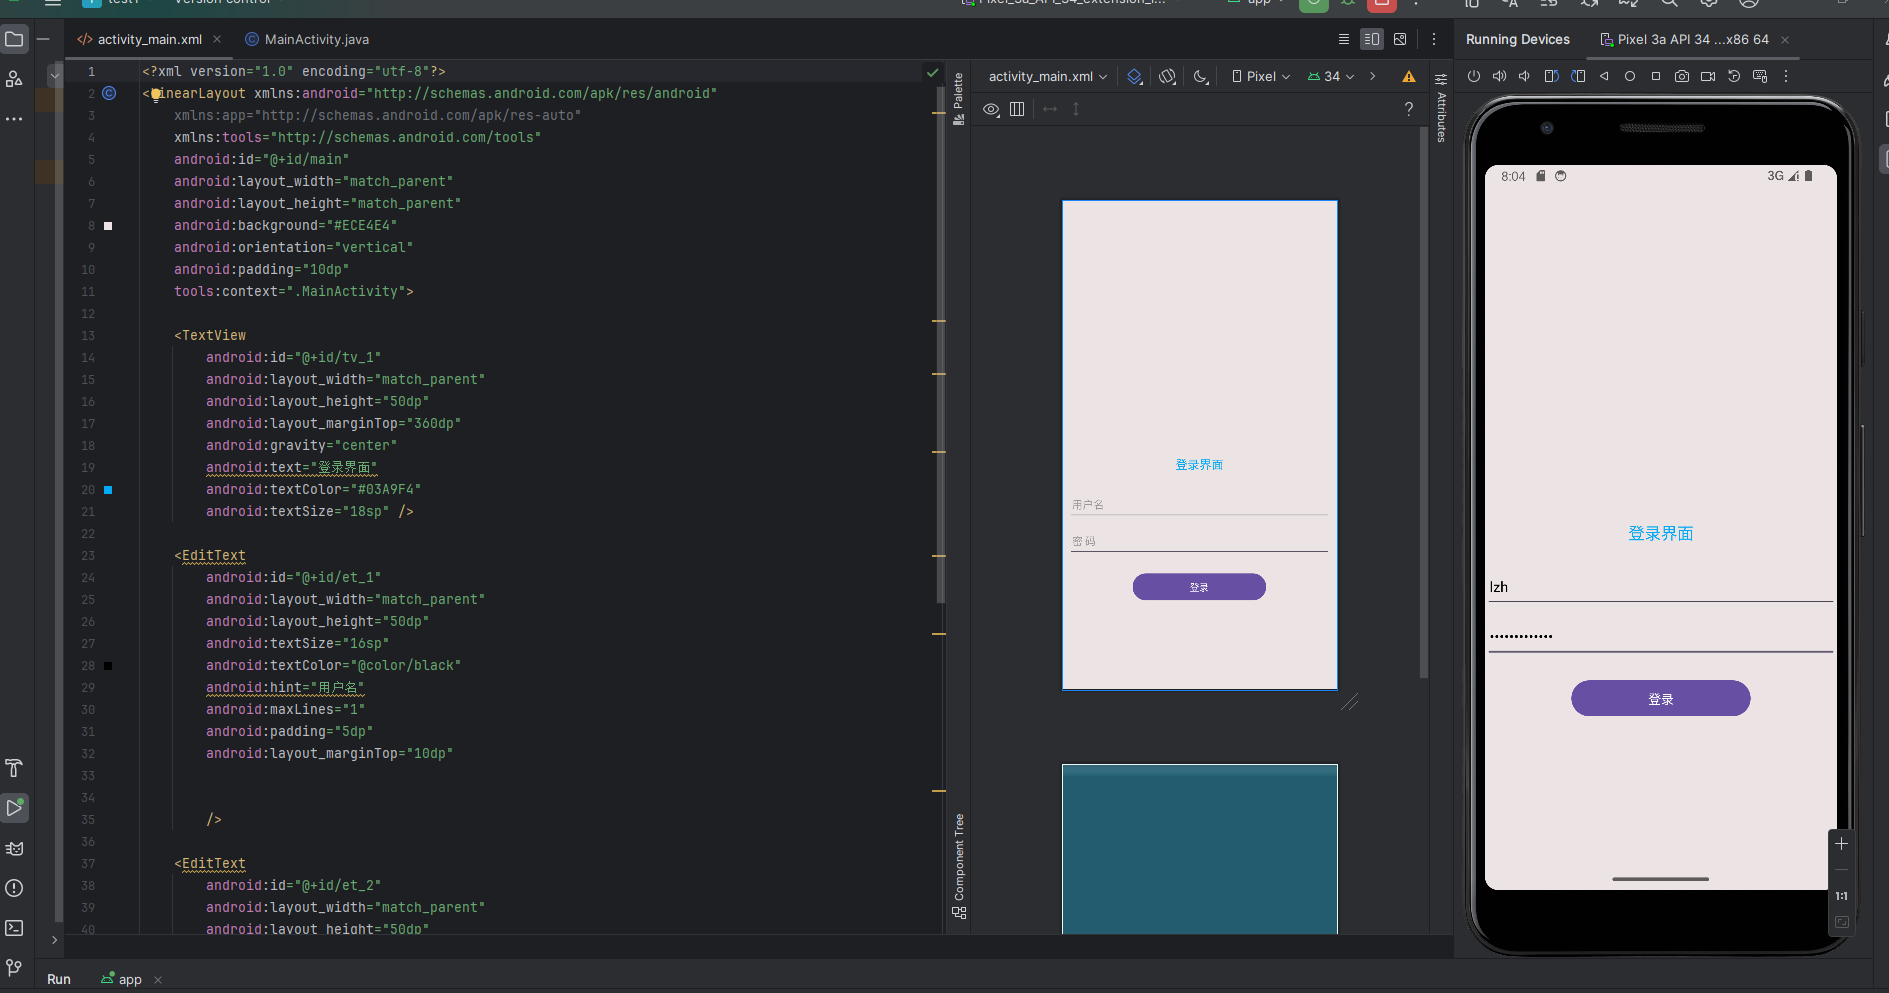 test1
Version control
Pixel_3a_API_34_extension_l...
app
activity_main.xml
MainActivity.java
Running Devices
Pixel 3a API 34 ...x86 64
1 <?xml version="1.0" encoding="utf-8"?>
2 <LinearLayout xmlns:android="http://schemas.android.com/apk/res/android"
3 xmlns:app="http://schemas.android.com/apk/res-auto"
4 xmlns:tools="http://schemas.android.com/tools"
5 android:id="@+id/main"
6 android:layout_width="match_parent"
7 android:layout_height="match_parent"
8 android:background="#ECE4E4"
9 android:orientation="vertical"
10 android:padding="10dp"
11 tools:context=".MainActivity">
12
13 <TextView
14 android:id="@+id/tv_1"
15 android:layout_width="match_parent"
16 android:layout_height="50dp"
17 android:layout_marginTop="360dp"
18 android:gravity="center"
19 android:text="登录界面"
20 android:textColor="#03A9F4"
21 android:textSize="18sp" />
22
23 <EditText
24 android:id="@+id/et_1"
25 android:layout_width="match_parent"
26 android:layout_height="50dp"
27 android:textSize="16sp"
28 android:textColor="@color/black"
29 android:hint="用户名"
30 android:maxLines="1"
31 android:padding="5dp"
32 android:layout_marginTop="10dp"
33
34
35 />
36
37 <EditText
38 android:id="@+id/et_2"
39 android:layout_width="match_parent"
40 android:layout_height="50dp"
Palette
Component Tree
activity_main.xml
Pixel
34
?
Attributes
登录界面
用户名
密码
登录
8:04
3G
登录界面
lzh
•••••••••••••
登录
1:1
Run
app